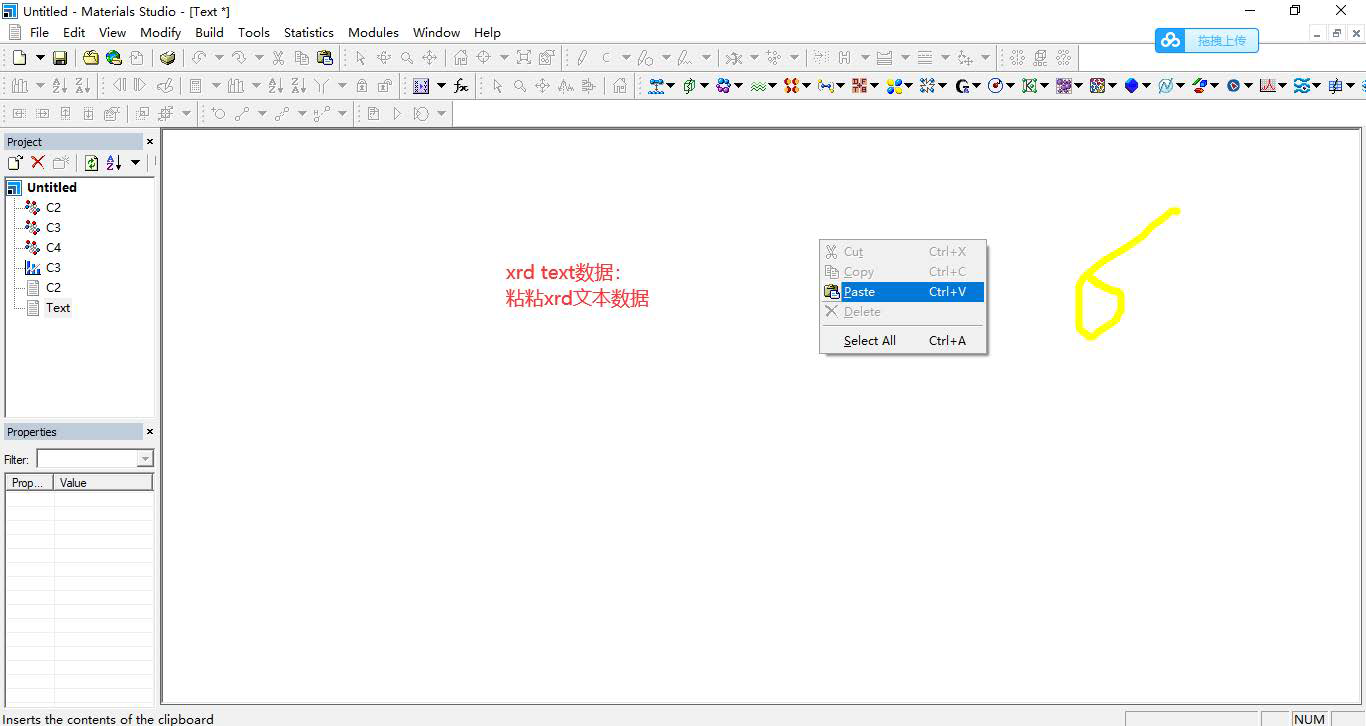 Untitled - Materials Studio - [Text *]
File Edit View Modify Build Tools Statistics Modules Window Help
拖拽上传
Project
Untitled
C2
C3
C4
C3
C2
Text
xrd text数据：
粘粘xrd文本数据
Cut Ctrl+X
Copy Ctrl+C
Paste Ctrl+V
Delete
Select All Ctrl+A
6
Properties
Filter:
Prop... Value
Inserts the contents of the clipboard
NUM